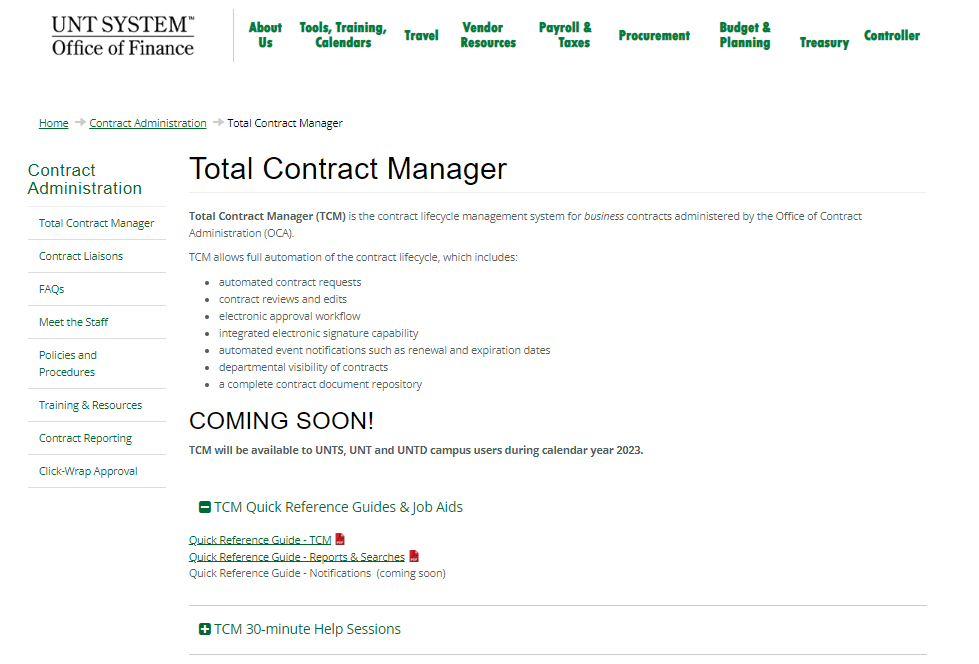 UNT SYSTEM™
Office of Finance
About Us
Tools, Training, Calendars
Travel
Vendor Resources
Payroll & Taxes
Procurement
Budget & Planning
Treasury
Controller
Home Contract Administration Total Contract Manager
Contract
Administration
Total Contract Manager
Contract Liaisons
FAQs
Meet the Staff
Policies and
Procedures
Training & Resources
Contract Reporting
Click-Wrap Approval
Total Contract Manager
Total Contract Manager (TCM) is the contract lifecycle management system for business contracts administered by the Office of Contract
Administration (OCA).
TCM allows full automation of the contract lifecycle, which includes:
automated contract requests
contract reviews and edits
electronic approval workflow
integrated electronic signature capability
automated event notifications such as renewal and expiration dates
departmental visibility of contracts
a complete contract document repository
COMING SOON!
TCM will be available to UNTS, UNT and UNTD campus users during calendar year 2023.
TCM Quick Reference Guides & Job Aids
Quick Reference Guide - TCM
Quick Reference Guide - Reports & Searches
Quick Reference Guide - Notifications (coming soon)
TCM 30-minute Help Sessions